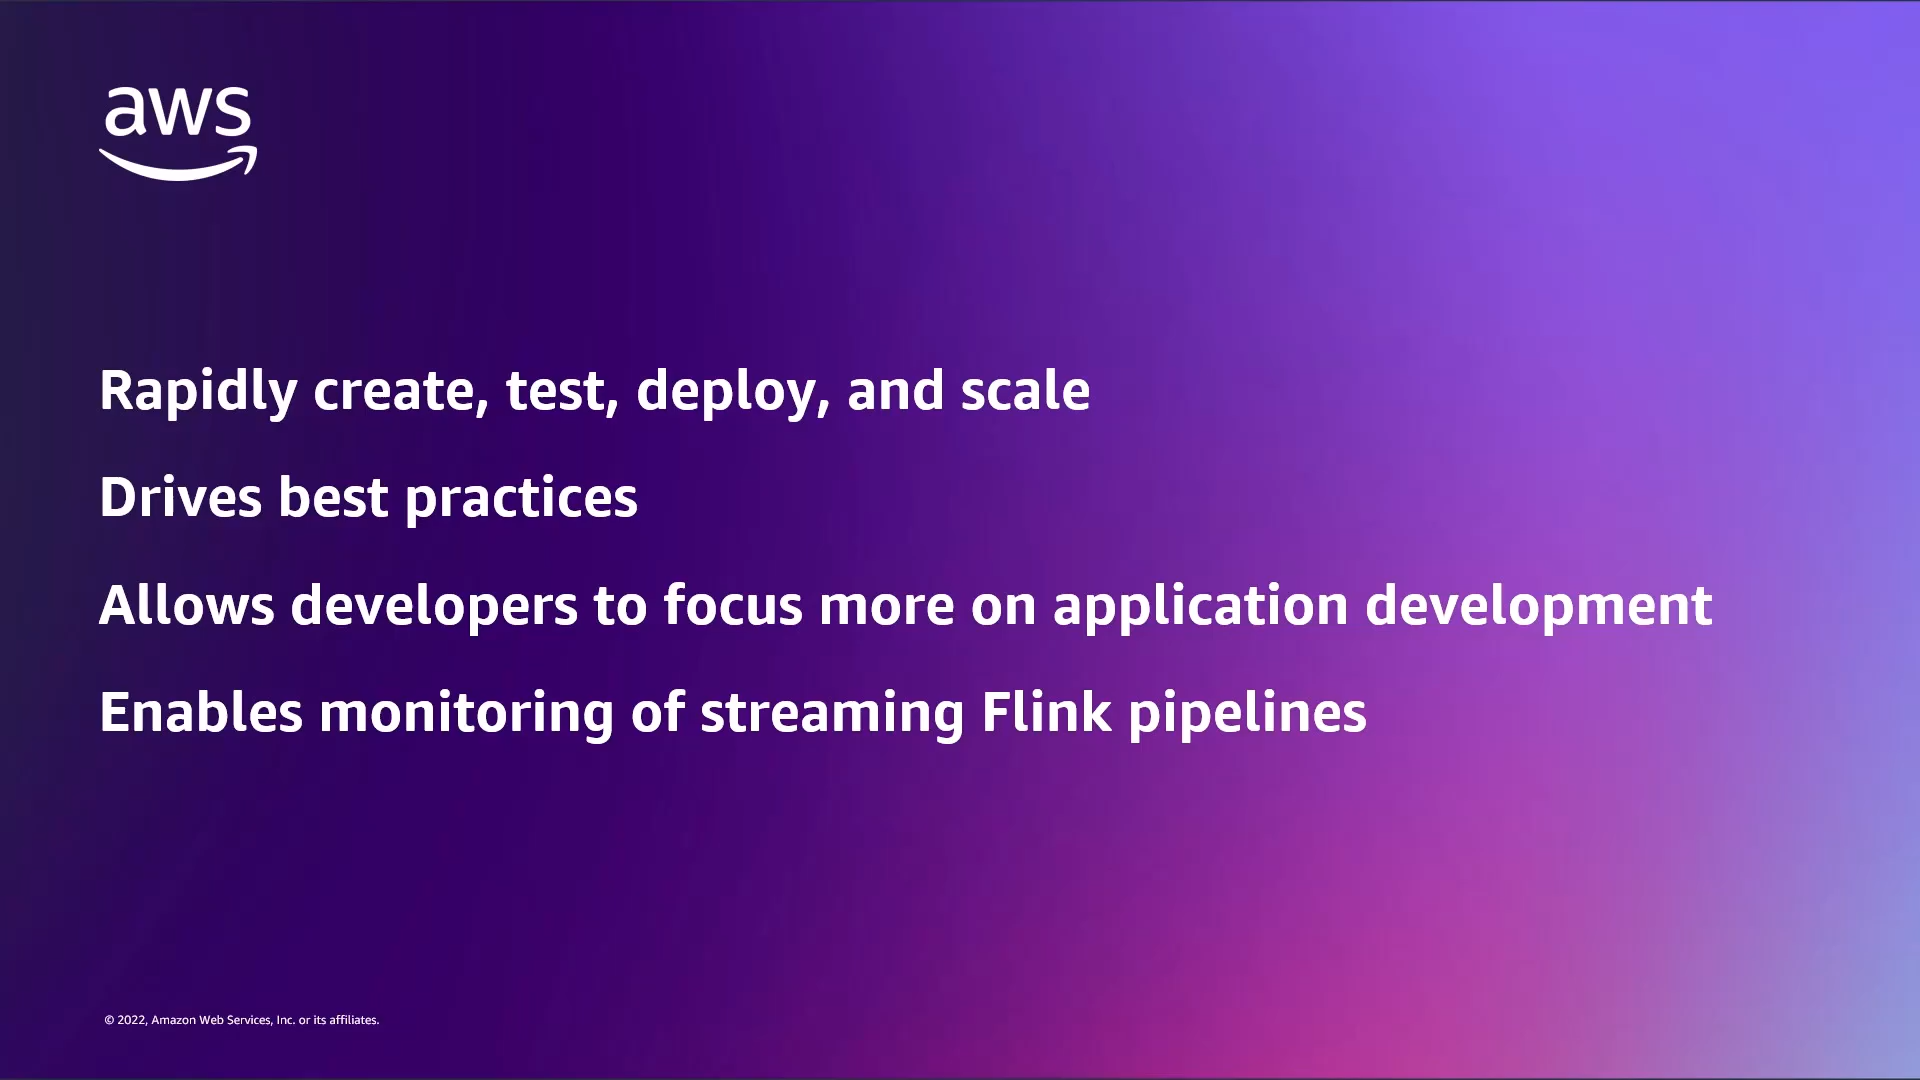 aws
Rapidly create, test, deploy, and scale
Drives best practices
Allows developers to focus more on application development
Enables monitoring of streaming Flink pipelines
© 2022, Amazon Web Services, Inc. or its affiliates.